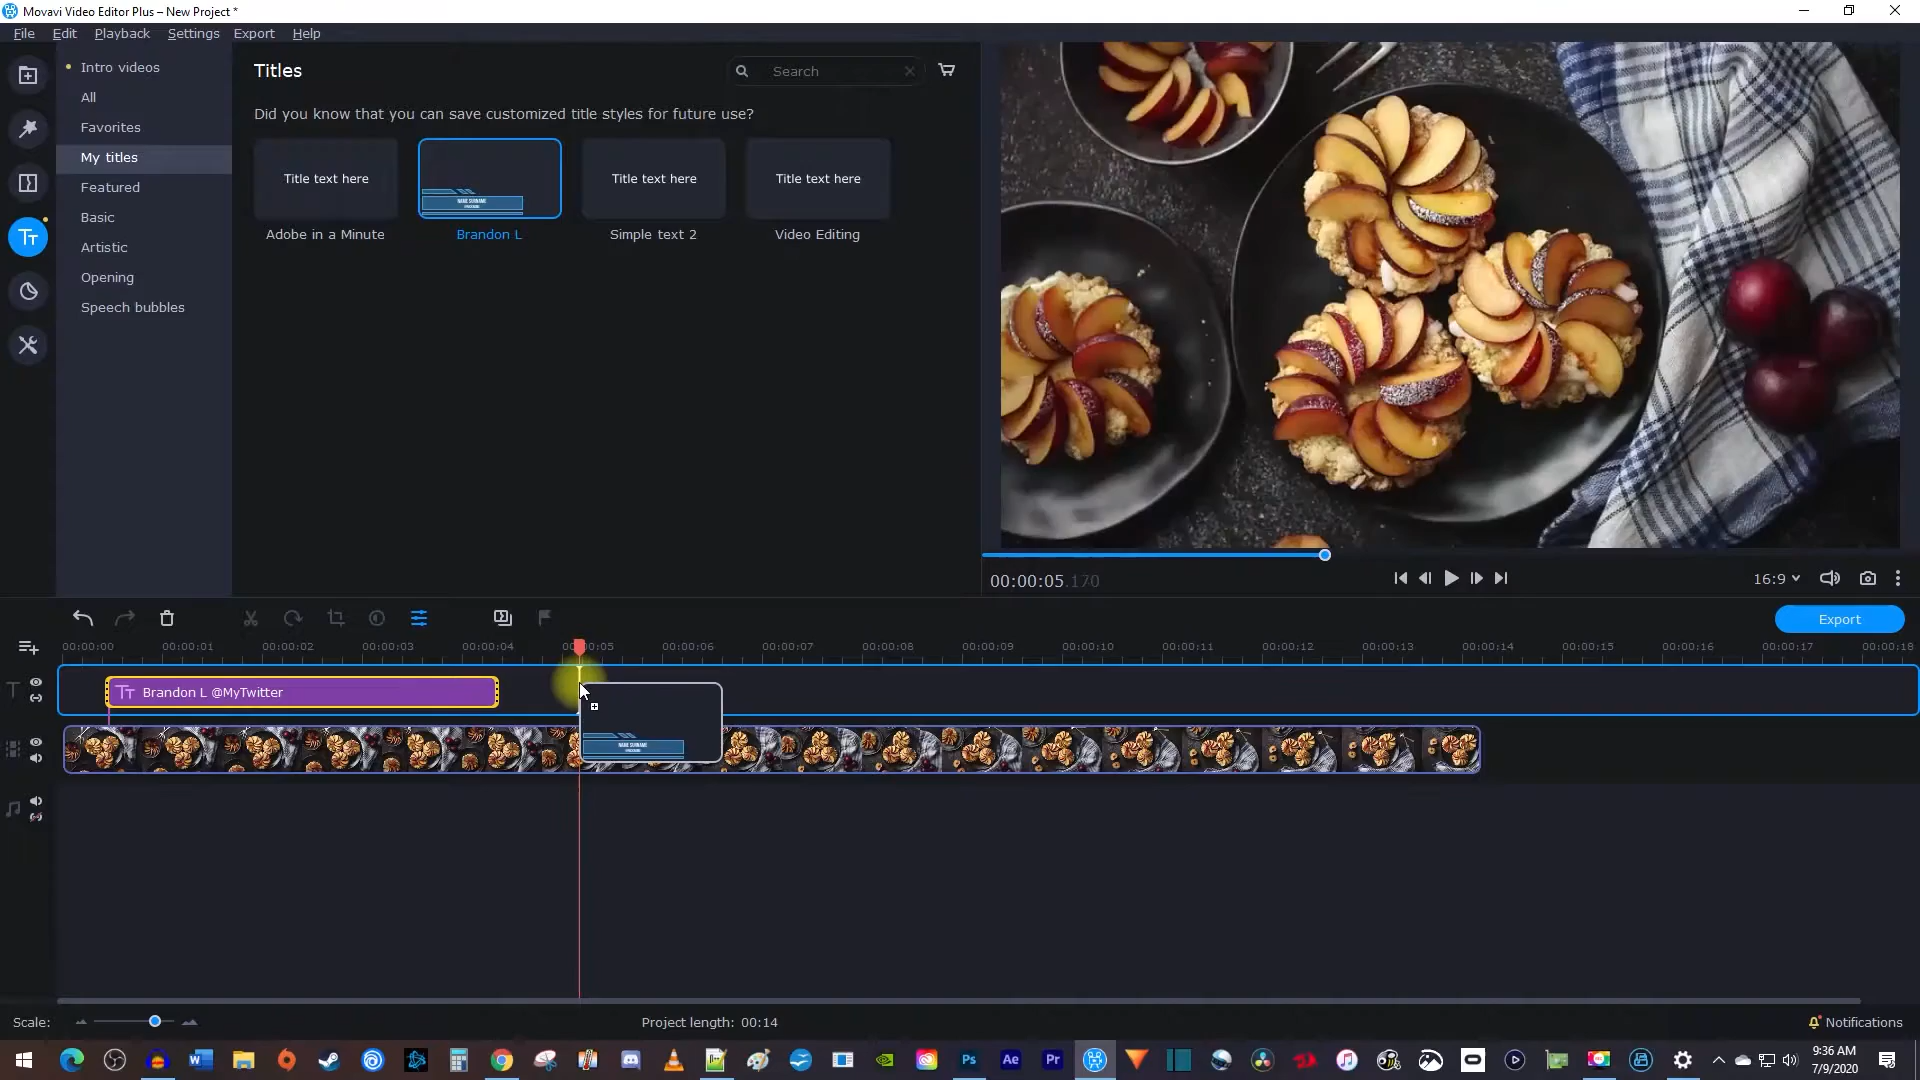 Movavi Video Editor Plus – New Project *
File Edit Playback Settings Export Help
Intro videos
All
Favorites
My titles
Featured
Basic
Artistic
Opening
Speech bubbles
Titles
Search
Did you know that you can save customized title styles for future use?
Title text here
NAME SURNAME
Title text here
Title text here
Adobe in a Minute
Brandon L
Simple text 2
Video Editing
00:00:05.170
16:9
Export
00:00:00 00:00:01 00:00:02 00:00:03 00:00:04 00:00:05 00:00:06 00:00:07 00:00:08 00:00:09 00:00:10 00:00:11 00:00:12 00:00:13 00:00:14 00:00:15 00:00:16 00:00:17 00:00:18
Tт Brandon L @MyTwitter
NAME SURNAME
Scale:
Project length: 00:14
Notifications
9:36 AM
7/9/2020